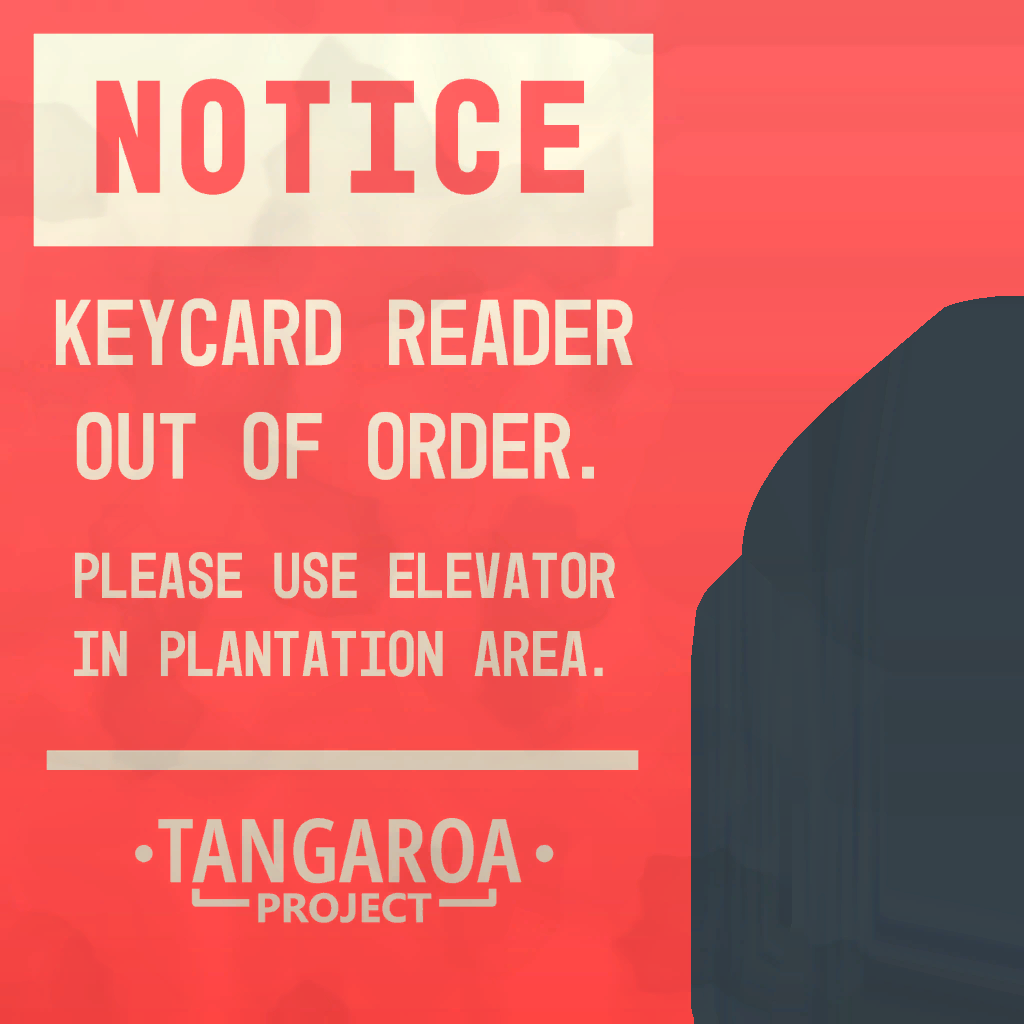 NOTICE
KEYCARD READER
OUT OF ORDER.
PLEASE USE ELEVATOR
IN PLANTATION AREA.
•TANGAROA•
PROJECT